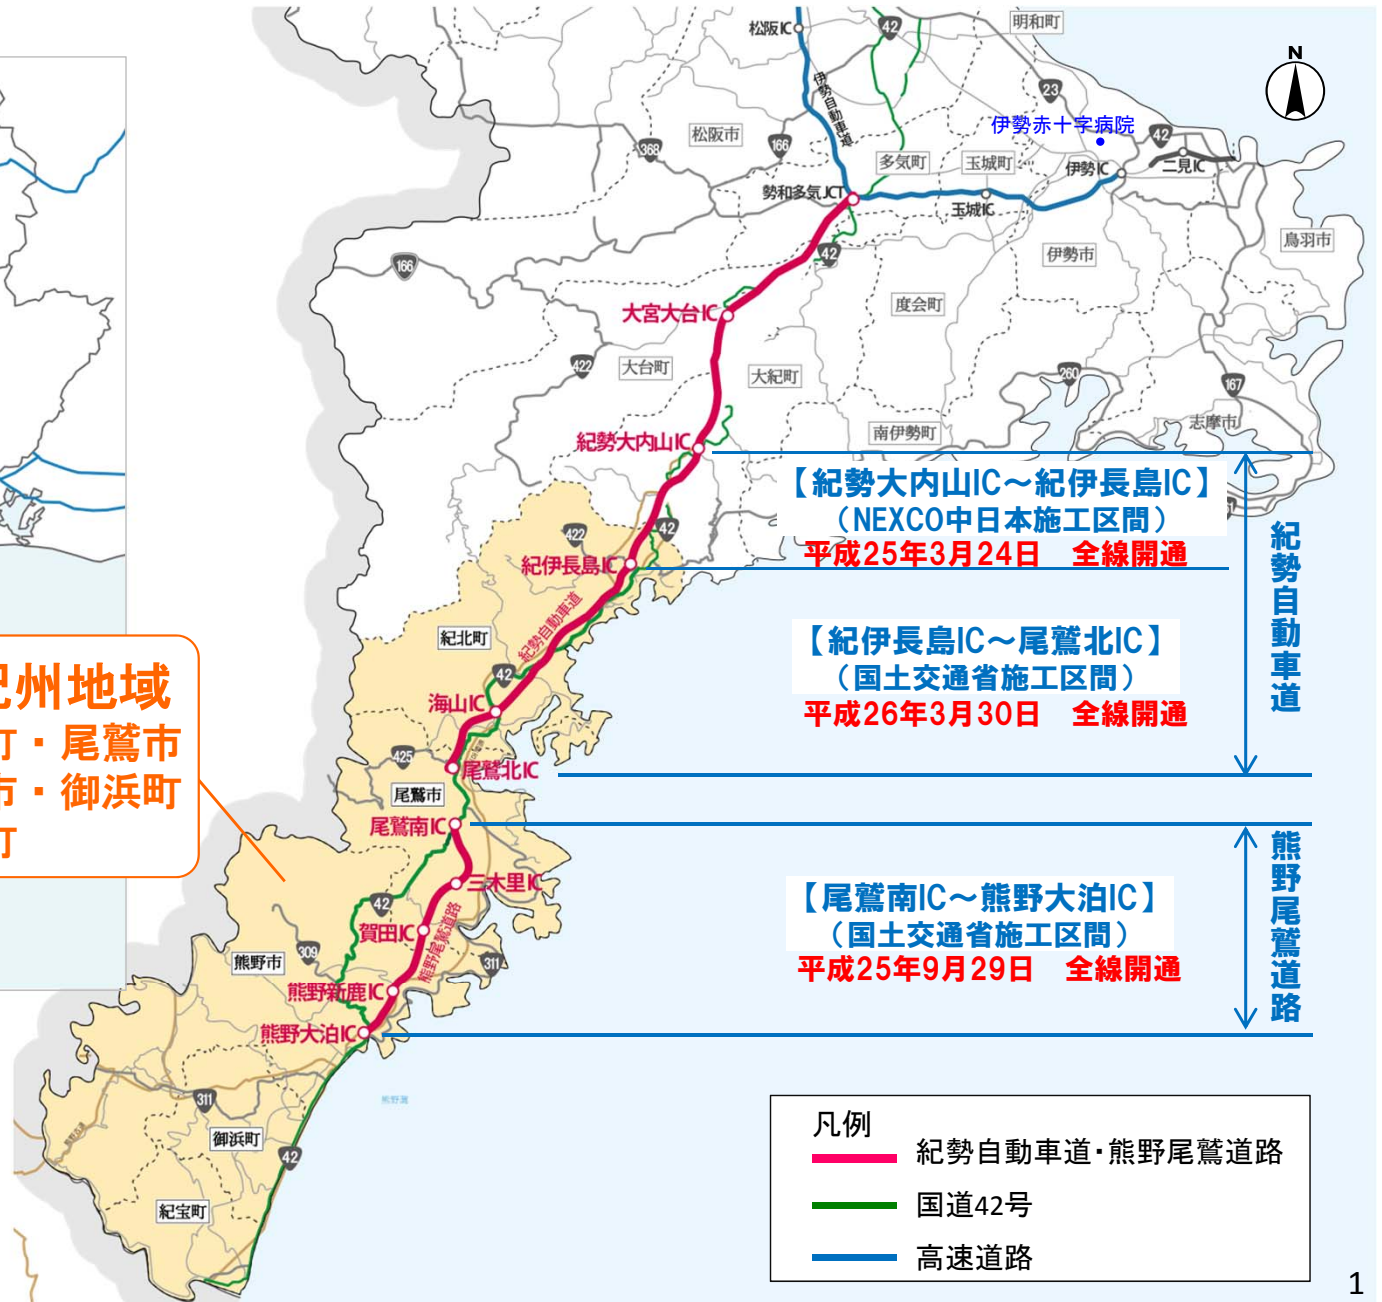 松阪IC
42
明和町
N
伊勢自動車道
23
伊勢赤十字病院
松阪市
368
166
42
多気町
玉城町
伊勢IC
二見IC
勢和多気JCT
玉城IC
鳥羽市
伊勢市
42
166
度会町
大宮大台IC
422
大台町
大紀町
260
167
志摩市
南伊勢町
紀勢大内山IC
【紀勢大内山IC～紀伊長島IC】
（NEXCO中日本施工区間）
平成25年3月24日　全線開通
422
42
紀伊長島IC
紀勢自動車道
紀勢自動車道
紀北町
【紀伊長島IC～尾鷲北IC】
（国土交通省施工区間）
平成26年3月30日　全線開通
42
海山IC
州地域
町・尾鷲市
市・御浜町
町
425
尾鷲北IC
尾鷲市
尾鷲南IC
三木里IC
熊野尾鷲道路
【尾鷲南IC～熊野大泊IC】
（国土交通省施工区間）
平成25年9月29日　全線開通
42
賀田IC
熊野尾鷲道路
309
311
熊野市
熊野新鹿IC
熊野大泊IC
熊野灘
311
御浜町
42
紀宝町
凡例
紀勢自動車道・熊野尾鷲道路
国道42号
高速道路
1